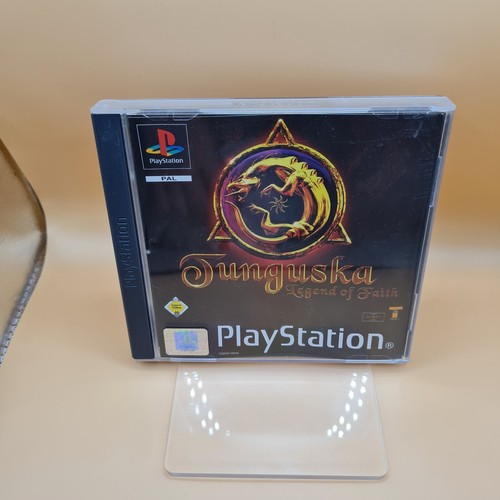 PlayStation
PAL
PlayStation
Tunguska
Legend of Faith
PlayStation®